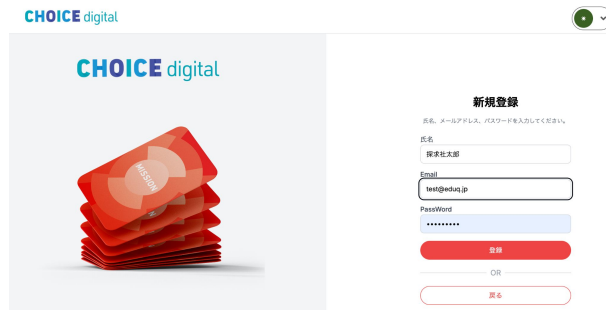 CHOICE digital
CHOICE digital
MISSION
MISSION
新規登録
氏名、メールアドレス、パスワードを入力してください。
氏名
探求社太郎
Email
test@eduq.jp
PassWord
•••••••••
登録
OR
戻る